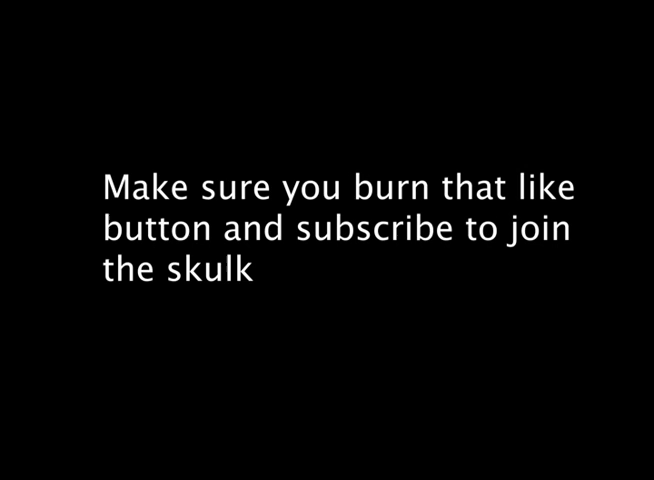 Make sure you burn that like
button and subscribe to join
the skulk